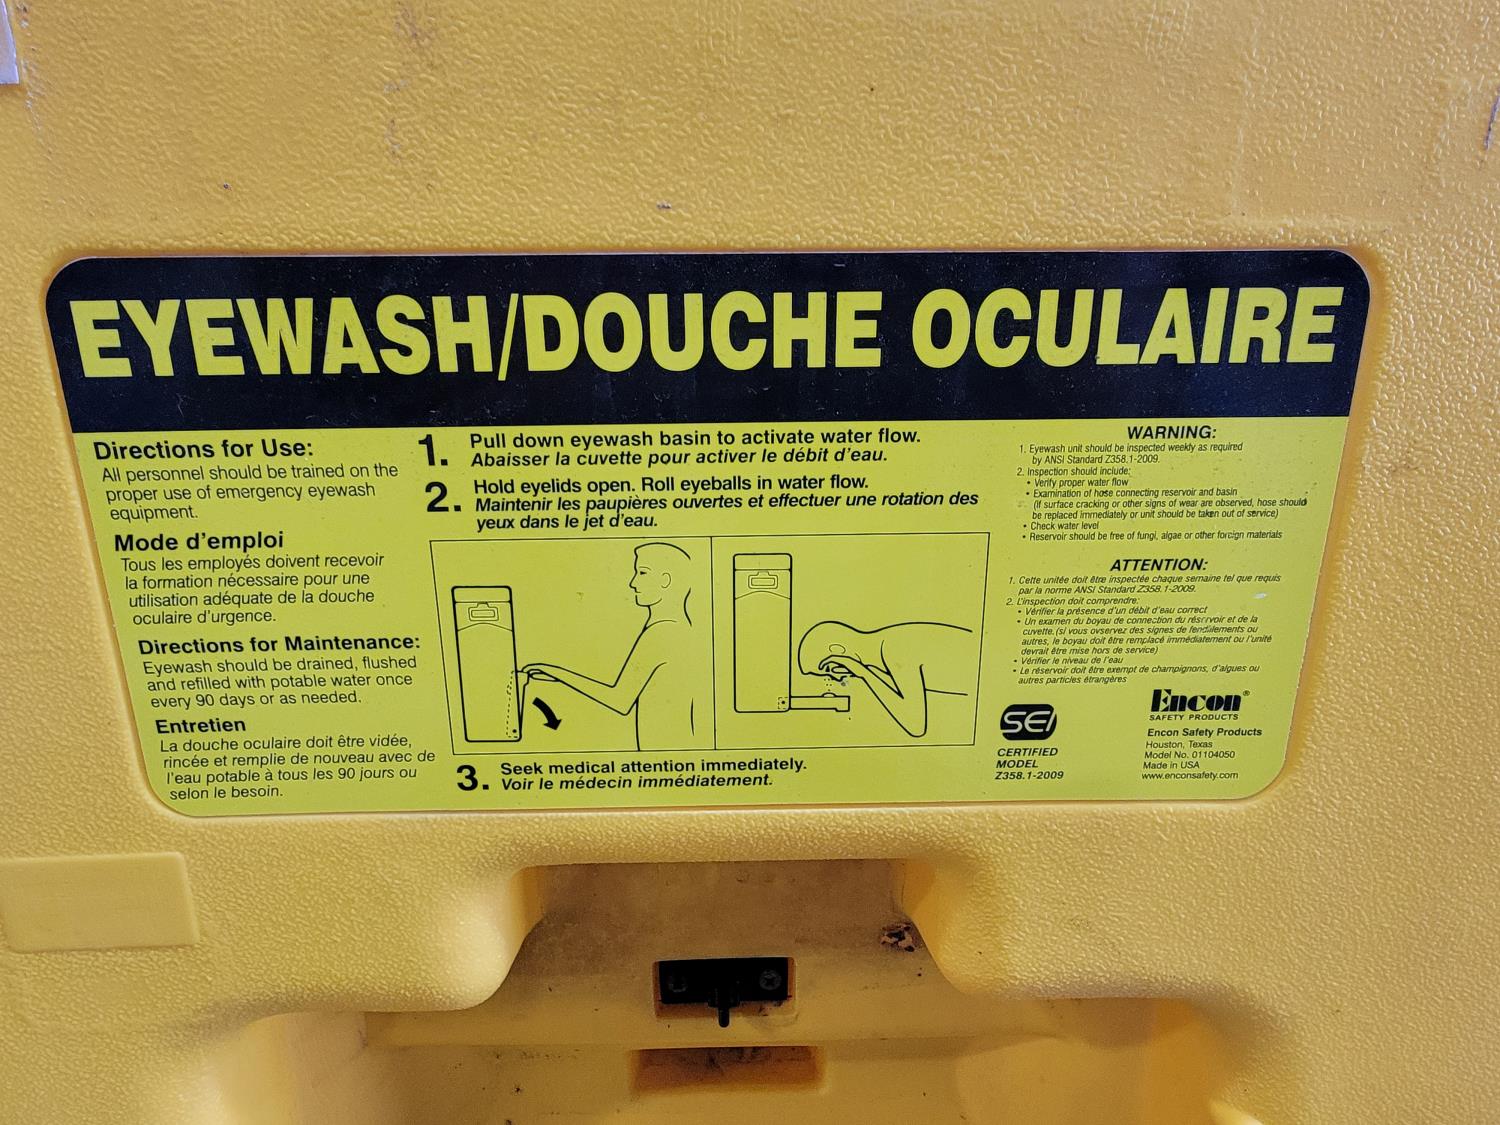 EYEWASH/DOUCHE OCULAIRE
Directions for Use:
All personnel should be trained on the
proper use of emergency eyewash
equipment.
Mode d'emploi
Tous les employés doivent recevoir
la formation nécessaire pour une
utilisation adéquate de la douche
oculaire d'urgence.
Directions for Maintenance:
Eyewash should be drained, flushed
and refilled with potable water once
every 90 days or as needed.
Entretien
La douche oculaire doit être vidée,
rincée et remplie de nouveau avec de
l'eau potable à tous les 90 jours ou
selon le besoin.
1. Pull down eyewash basin to activate water flow.
Abaisser la cuvette pour activer le débit d'eau.
2. Hold eyelids open. Roll eyeballs in water flow.
Maintenir les paupières ouvertes et effectuer une rotation des
yeux dans le jet d'eau.
3. Seek medical attention immediately.
Voir le médecin immédiatement.
WARNING:
1. Eyewash unit should be inspected weekly as required
by ANSI Standard Z358.1-2009.
2. Inspection should include:
• Verify proper water flow
• Examination of hose connecting reservoir and basin
(If surface cracking or other signs of wear are observed, hose should
be replaced immediately or unit should be taken out of service)
• Check water level
• Reservoir should be free of fungi, algae or other foreign materials
ATTENTION:
1. Cette unitée doit être inspectée chaque semaine tel que requis
par la norme ANSI Standard Z358.1-2009.
2. L'inspection doit comprendre:
• Vérifier la présence d'un débit d'eau correct
• Un examen du boyau de connection du réservoir et de la
cuvette,(si vous ovservez des signes de fendillements ou
autres, le boyau doit être remplacé immédiatement ou l'unité
devrait être mise hors de service)
• Vérifier le niveau de l'eau
• Le réservoir doit être exempt de champignons, d'algues ou
autres particles étrangères
SEI
CERTIFIED
MODEL
Z358.1-2009
Encon®
SAFETY PRODUCTS
Encon Safety Products
Houston, Texas
Model No. 01104050
Made in USA
www.enconsafety.com